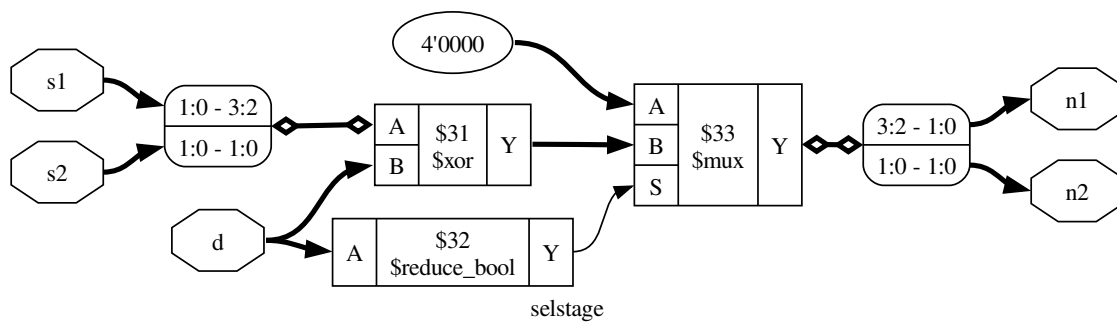 s1
s2
1:0 - 3:2
1:0 - 1:0
d
4'0000
A
B
$31
$xor
Y
A
$32
$reduce_bool
Y
A
B
S
$33
$mux
Y
3:2 - 1:0
1:0 - 1:0
n1
n2
selstage